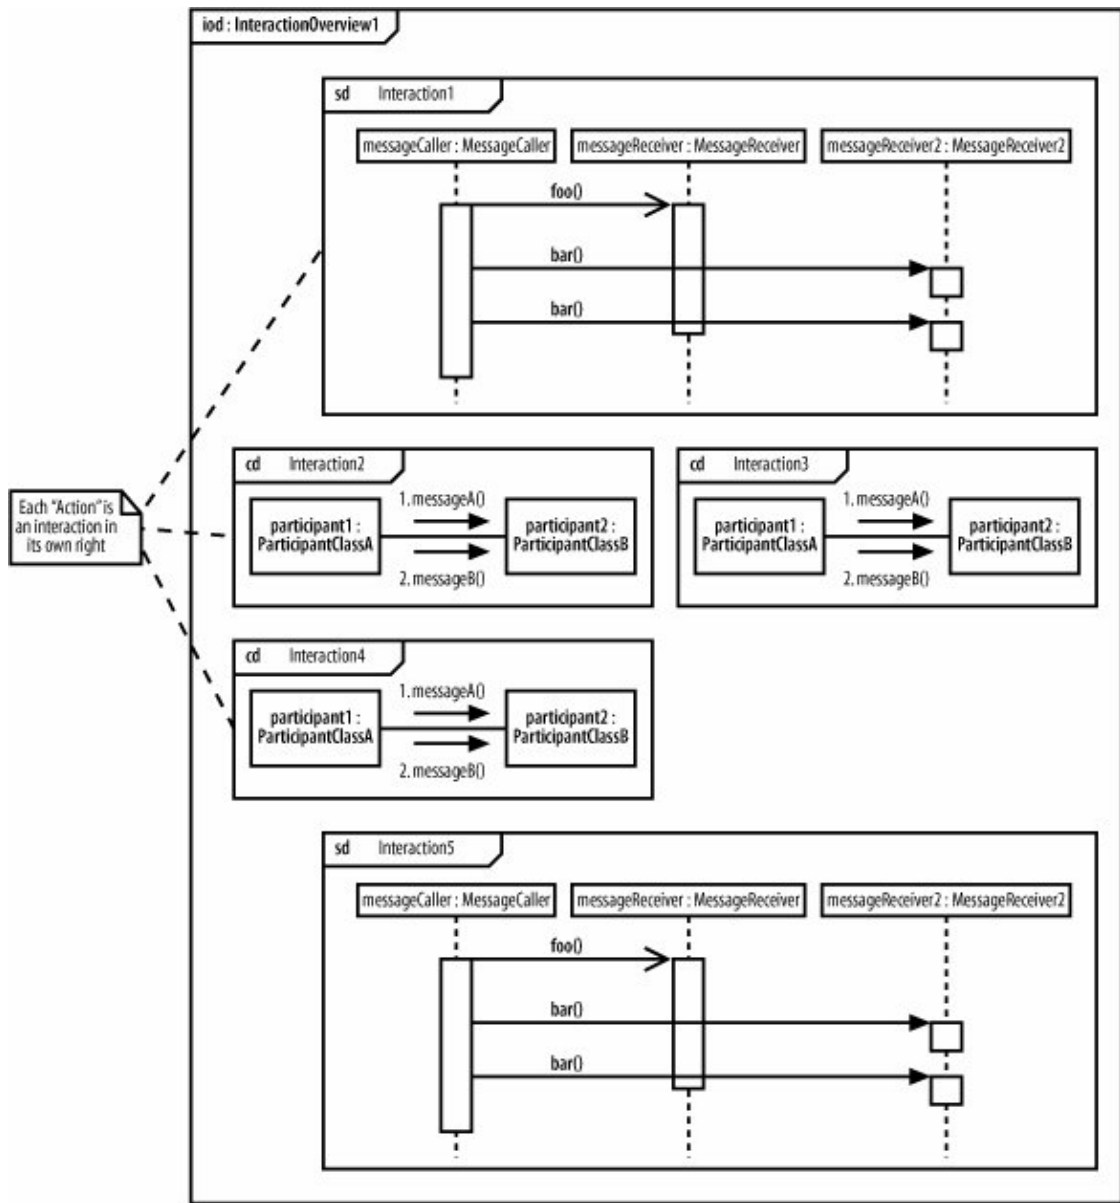 iod : InteractionOverview1
sd Interaction1
messageCaller : MessageCaller
messageReceiver : MessageReceiver
messageReceiver2 : MessageReceiver2
foo()
bar()
bar()
Each “Action” is
an interaction in
its own right
cd Interaction2
participant1 :
ParticipantClassA
1. messageA()
2. messageB()
participant2 :
ParticipantClassB
cd Interaction3
participant1 :
ParticipantClassA
1. messageA()
2. messageB()
participant2 :
ParticipantClassB
cd Interaction4
participant1 :
ParticipantClassA
1. messageA()
2. messageB()
participant2 :
ParticipantClassB
sd Interaction5
messageCaller : MessageCaller
messageReceiver : MessageReceiver
messageReceiver2 : MessageReceiver2
foo()
bar()
bar()